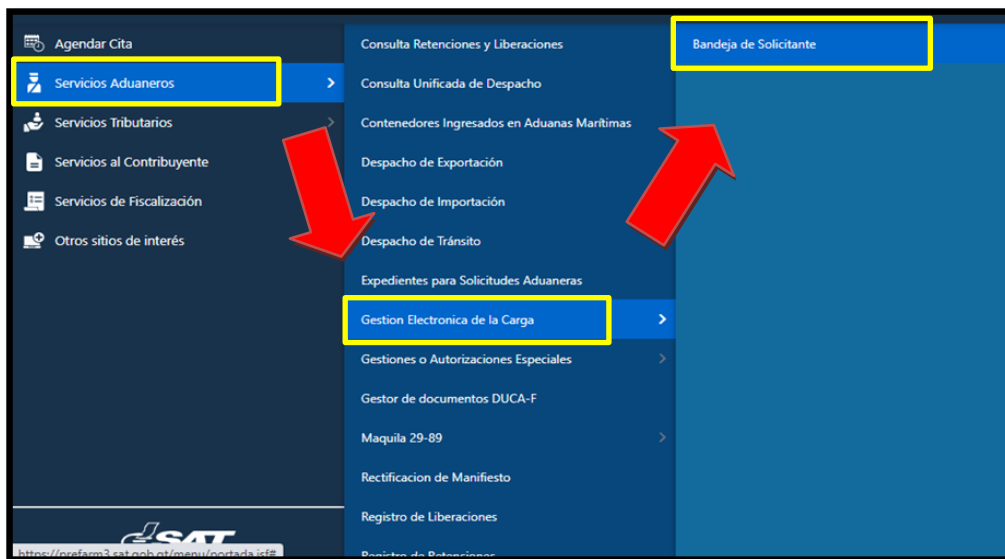 Agendar Cita
Servicios Aduaneros
Servicios Tributarios
Servicios al Contribuyente
Servicios de Fiscalización
Otros sitios de interés
SAT
https://prefarm3.sat.gob.gt/menu/portada.jsf#
Consulta Retenciones y Liberaciones
Consulta Unificada de Despacho
Contenedores Ingresados en Aduanas Marítimas
Despacho de Exportación
Despacho de Importación
Despacho de Tránsito
Expedientes para Solicitudes Aduaneras
Gestion Electronica de la Carga
Gestiones o Autorizaciones Especiales
Gestor de documentos DUCA-F
Maquila 29-89
Rectificacion de Manifiesto
Registro de Liberaciones
Registro de Retenciones
Bandeja de Solicitante